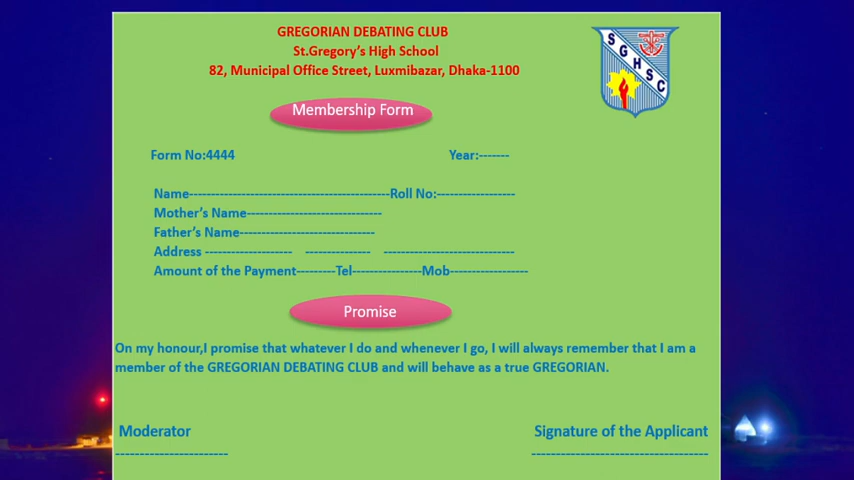 GREGORIAN DEBATING CLUB
St.Gregory's High School
82, Municipal Office Street, Luxmibazar, Dhaka-1100
SGHSC
Membership Form
Form No:4444 Year:-------
Name----------------------------------------------Roll No:------------------
Mother's Name-------------------------------
Father's Name-------------------------------
Address -------------------- --------------- ------------------------------
Amount of the Payment---------Tel----------------Mob------------------
Promise
On my honour,I promise that whatever I do and whenever I go, I will always remember that I am a
member of the GREGORIAN DEBATING CLUB and will behave as a true GREGORIAN.
Moderator Signature of the Applicant
----------------------- ------------------------------------